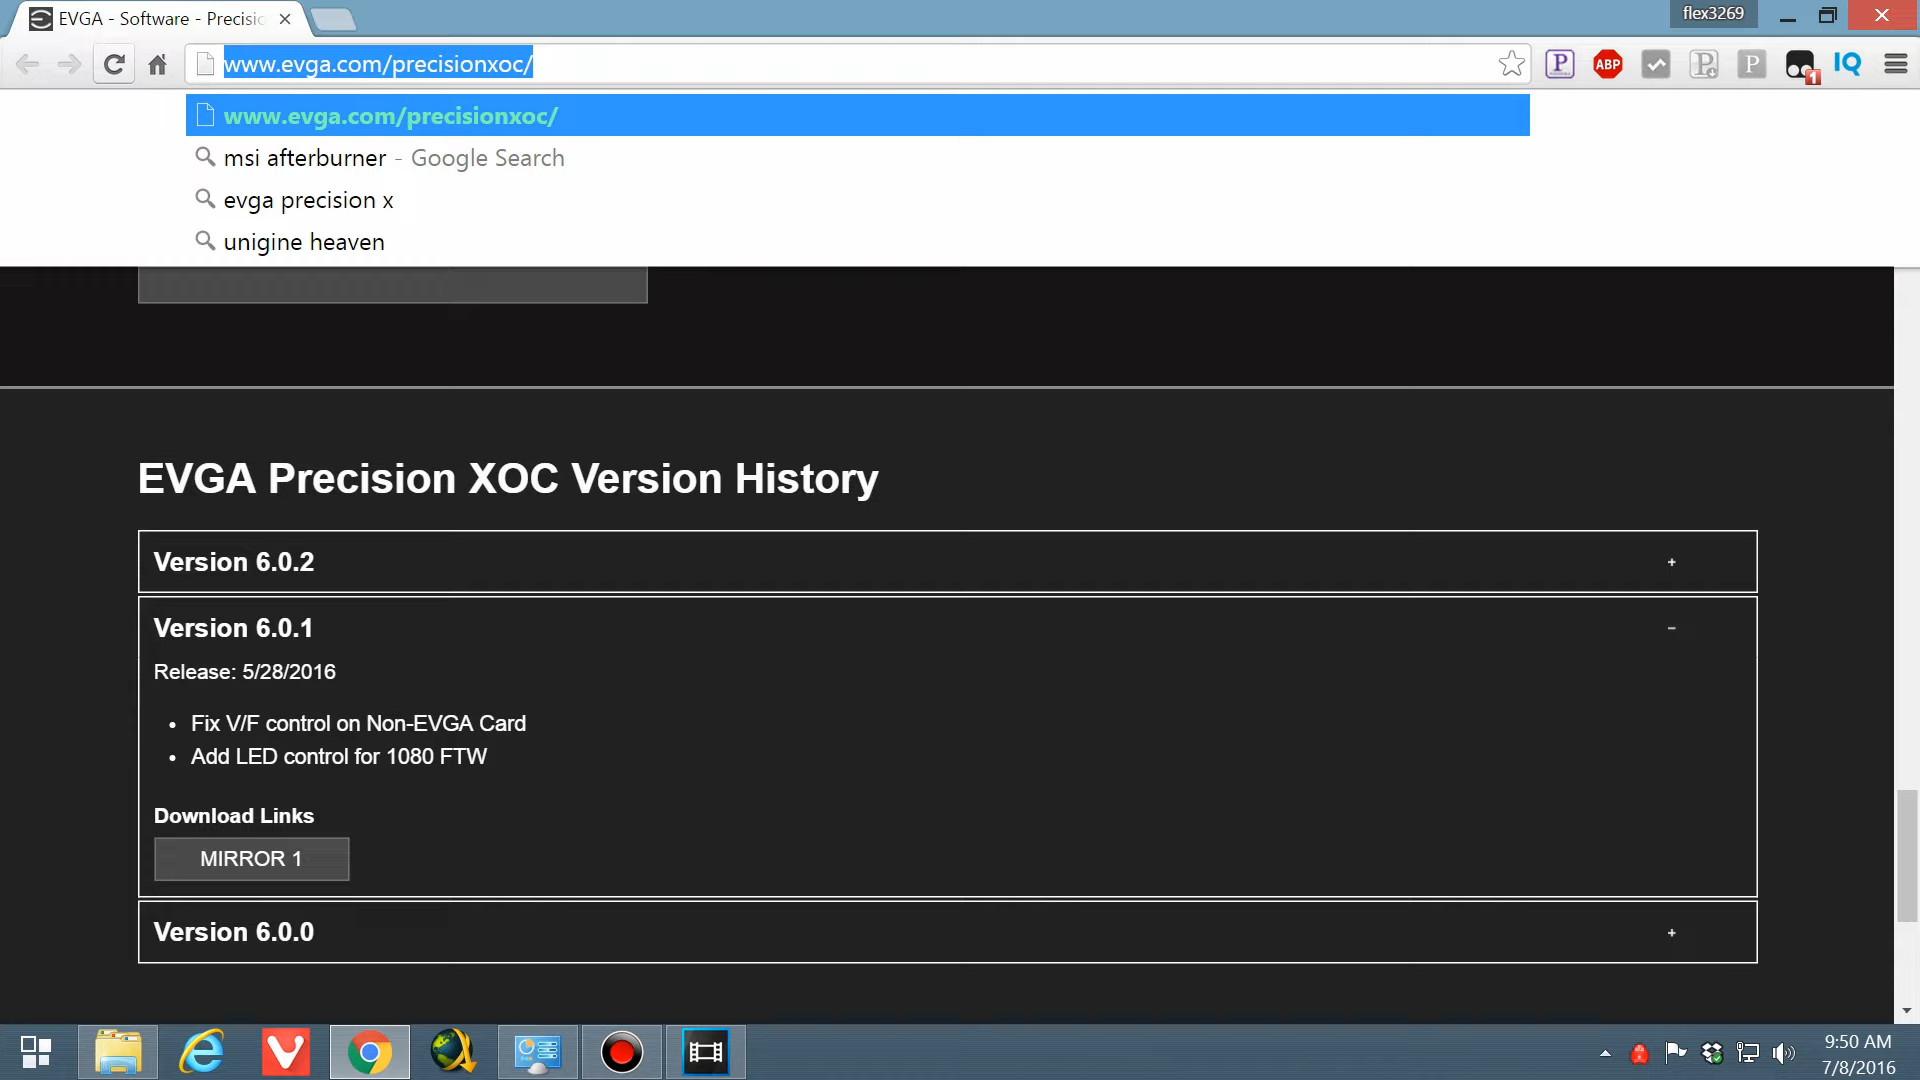 EVGA - Software - Precisio
flex3269
www.evga.com/precisionxoc/
ABP
1
IQ
www.evga.com/precisionxoc/
msi afterburner - Google Search
evga precision x
unigine heaven
EVGA Precision XOC Version History
Version 6.0.2
+
Version 6.0.1
-
Release: 5/28/2016
• Fix V/F control on Non-EVGA Card
• Add LED control for 1080 FTW
Download Links
MIRROR 1
Version 6.0.0
+
9:50 AM
7/8/2016